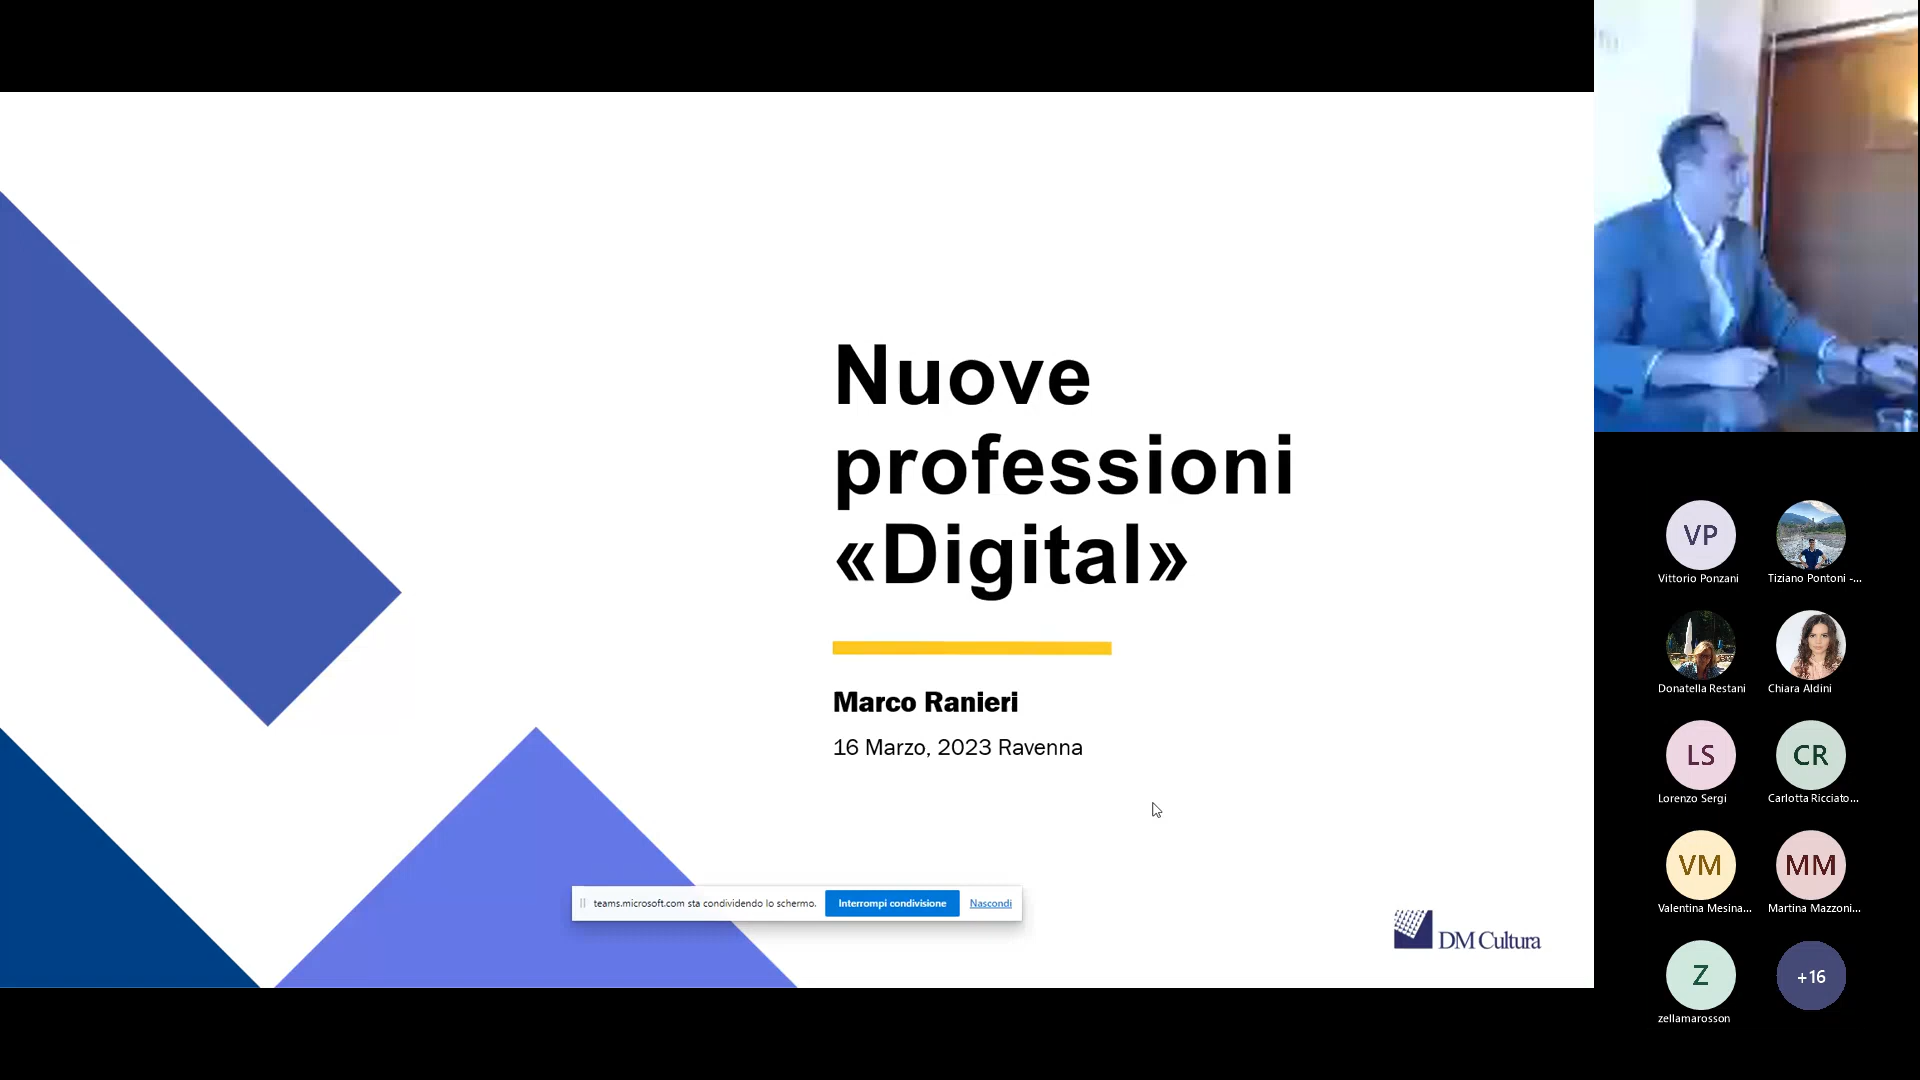 Nuove
professioni
«Digital»
Marco Ranieri
16 Marzo, 2023 Ravenna
teams.microsoft.com sta condividendo lo schermo.
Interrompi condivisione
Nascondi
DM Cultura
VP
Vittorio Ponzani
Tiziano Pontoni -...
Donatella Restani
Chiara Aldini
LS
Lorenzo Sergi
CR
Carlotta Ricciato...
VM
Valentina Mesina...
MM
Martina Mazzoni...
Z
zellamarosson
+16